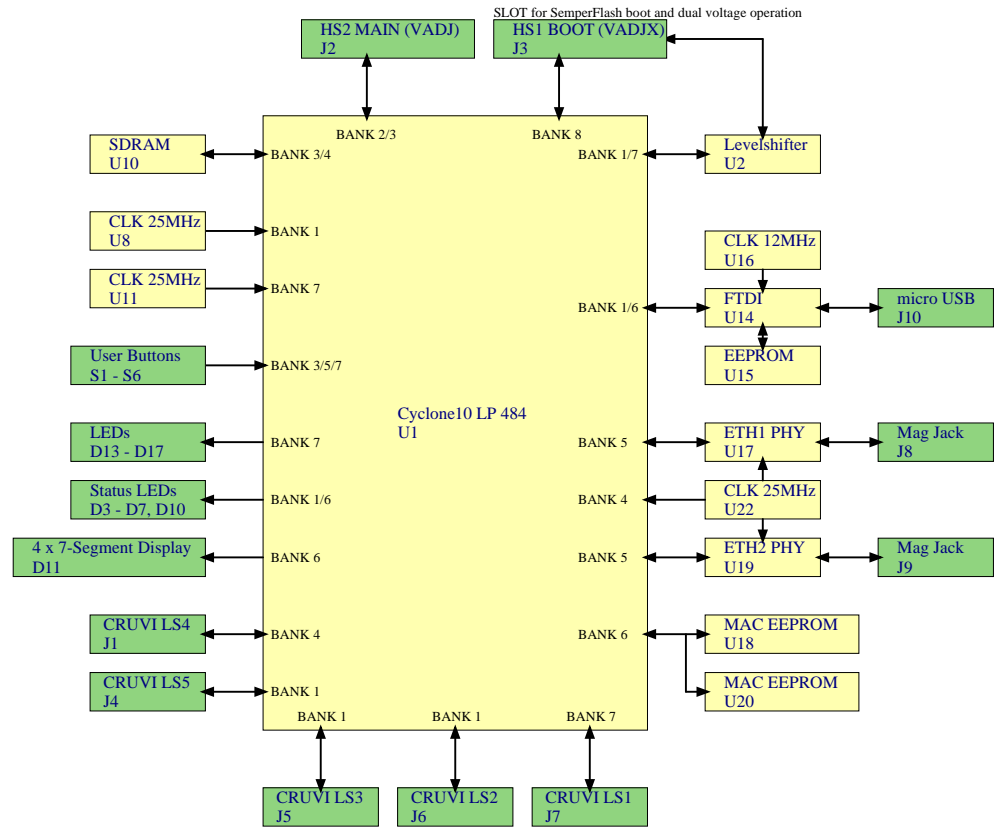 SLOT for SemperFlash boot and dual voltage operation
HS2 MAIN (VADJ)
J2
HS1 BOOT (VADJX)
J3
BANK 2/3
BANK 8
SDRAM
U10
BANK 3/4
BANK 1/7
Levelshifter
U2
CLK 25MHz
U8
BANK 1
CLK 12MHz
U16
CLK 25MHz
U11
BANK 7
BANK 1/6
FTDI
U14
micro USB
J10
User Buttons
S1 - S6
BANK 3/5/7
EEPROM
U15
Cyclone10 LP 484
U1
LEDs
D13 - D17
BANK 7
BANK 5
ETH1 PHY
U17
Mag Jack
J8
Status LEDs
D3 - D7, D10
BANK 1/6
BANK 4
CLK 25MHz
U22
4 x 7-Segment Display
D11
BANK 6
BANK 5
ETH2 PHY
U19
Mag Jack
J9
CRUVI LS4
J1
BANK 4
BANK 6
MAC EEPROM
U18
CRUVI LS5
J4
BANK 1
MAC EEPROM
U20
BANK 1
BANK 1
BANK 7
CRUVI LS3
J5
CRUVI LS2
J6
CRUVI LS1
J7